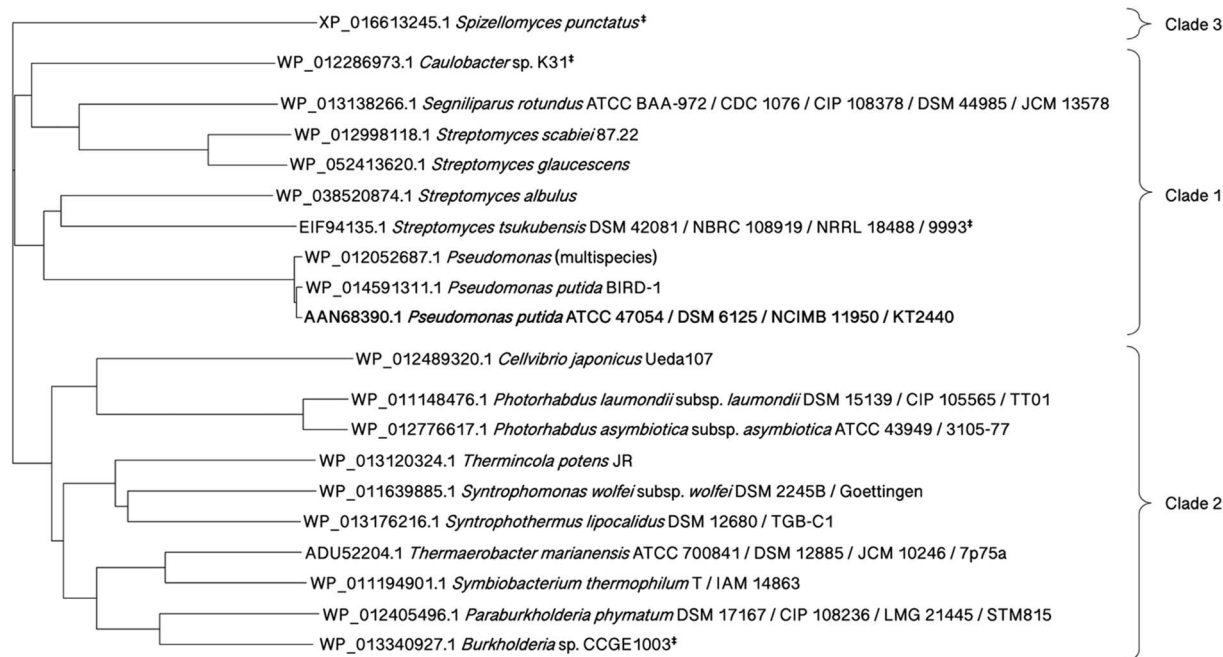 XP_016613245.1 Spizellomyces punctatus‡
Clade 3
WP_012286973.1 Caulobacter sp. K31‡
WP_013138266.1 Segniliparus rotundus ATCC BAA-972 / CDC 1076 / CIP 108378 / DSM 44985 / JCM 13578
WP_012998118.1 Streptomyces scabiei 87.22
WP_052413620.1 Streptomyces glaucescens
WP_038520874.1 Streptomyces albulus
Clade 1
EIF94135.1 Streptomyces tsukubensis DSM 42081 / NBRC 108919 / NRRL 18488 / 9993‡
WP_012052687.1 Pseudomonas (multispecies)
WP_014591311.1 Pseudomonas putida BIRD-1
AAN68390.1 Pseudomonas putida ATCC 47054 / DSM 6125 / NCIMB 11950 / KT2440
WP_012489320.1 Cellvibrio japonicus Ueda107
WP_011148476.1 Photorhabdus laumondii subsp. laumondii DSM 15139 / CIP 105565 / TT01
WP_012776617.1 Photorhabdus asymbiotica subsp. asymbiotica ATCC 43949 / 3105-77
WP_013120324.1 Thermincola potens JR
WP_011639885.1 Syntrophomonas wolfei subsp. wolfei DSM 2245B / Goettingen
Clade 2
WP_013176216.1 Syntrophothermus lipocalidus DSM 12680 / TGB-C1
ADU52204.1 Thermaerobacter marianensis ATCC 700841 / DSM 12885 / JCM 10246 / 7p75a
WP_011194901.1 Symbiobacterium thermophilum T / IAM 14863
WP_012405496.1 Paraburkholderia phymatum DSM 17167 / CIP 108236 / LMG 21445 / STM815
WP_013340927.1 Burkholderia sp. CCGE1003‡